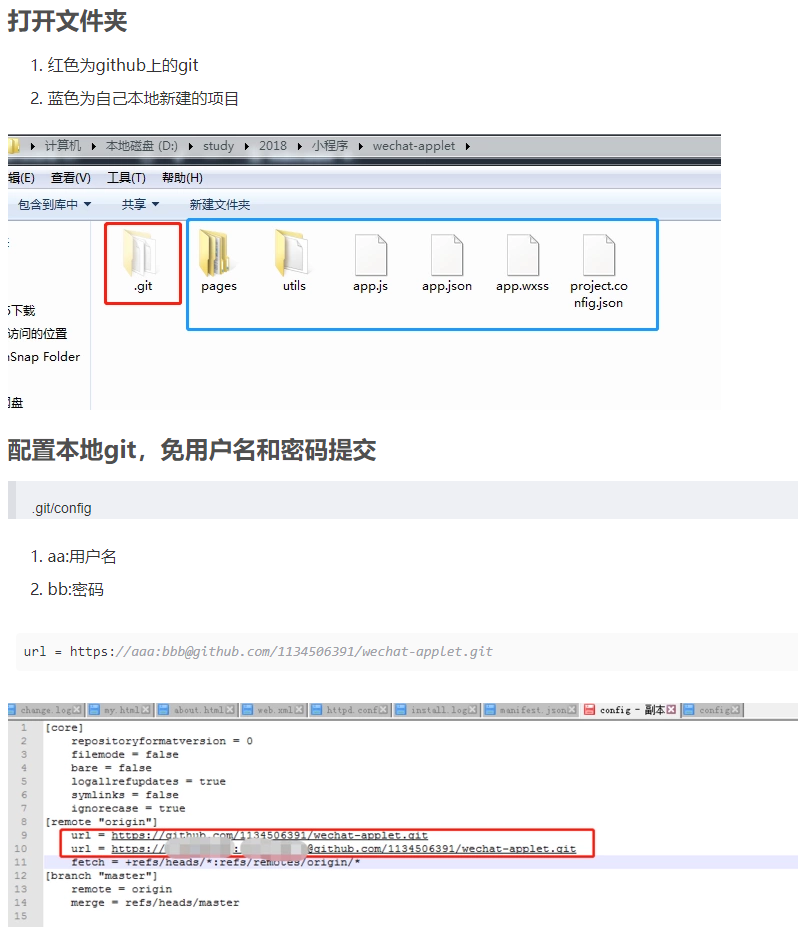 打开文件夹
1. 红色为github上的git
2. 蓝色为自己本地新建的项目
计算机 本地磁盘 (D:) study 2018 小程序 wechat-applet
辑(E) 查看(V) 工具(T) 帮助(H)
包含到库中 共享 新建文件夹
.git pages utils app.js app.json app.wxss project.co
nfig.json
下载
访问的位置
Snap Folder
盘
配置本地git，免用户名和密码提交
.git/config
1. aa:用户名
2. bb:密码
url = https://aaa:bbb@github.com/1134506391/wechat-applet.git
change.log my.html about.html web.xml httpd.conf install.log manifest.json config - 副本 config
1 [core]
2 repositoryformatversion = 0
3 filemode = false
4 bare = false
5 logallrefupdates = true
6 symlinks = false
7 ignorecase = true
8 [remote "origin"]
9 url = https://github.com/1134506391/wechat-applet.git
10 url = https:// : @github.com/1134506391/wechat-applet.git
11 fetch = +refs/heads/*:refs/remotes/origin/*
12 [branch "master"]
13 remote = origin
14 merge = refs/heads/master
15